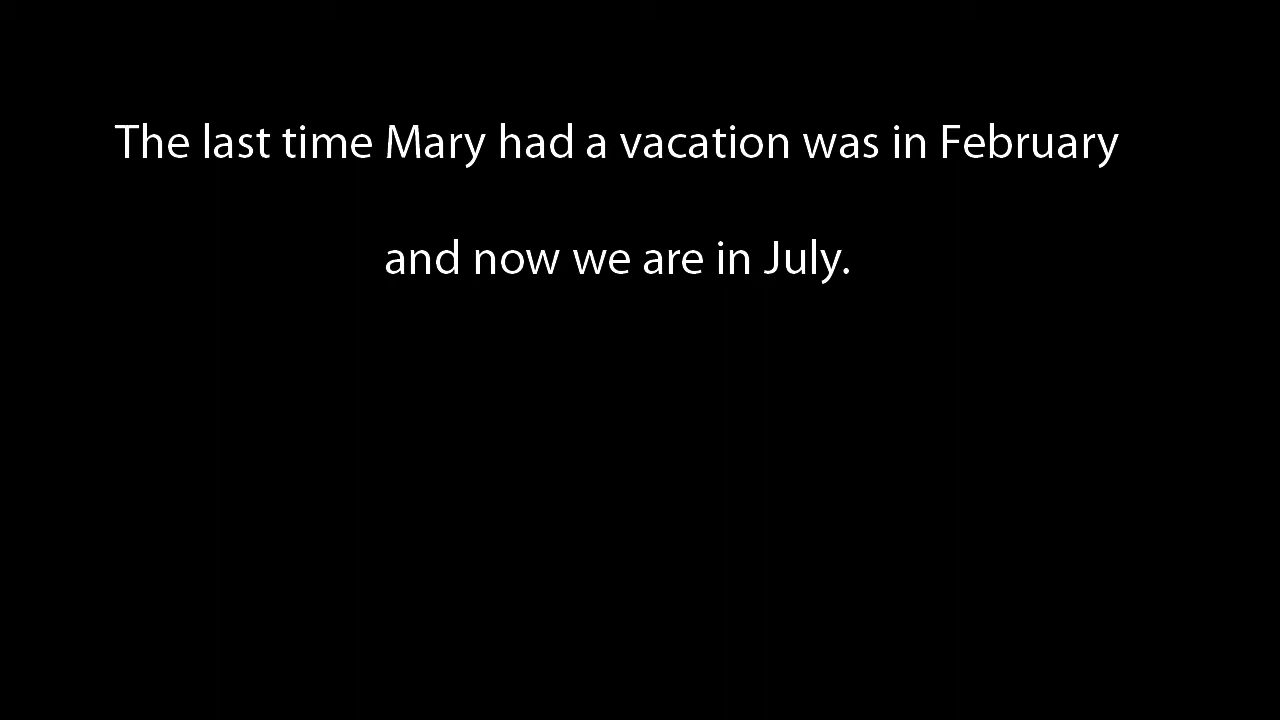 The last time Mary had a vacation was in February
and now we are in July.